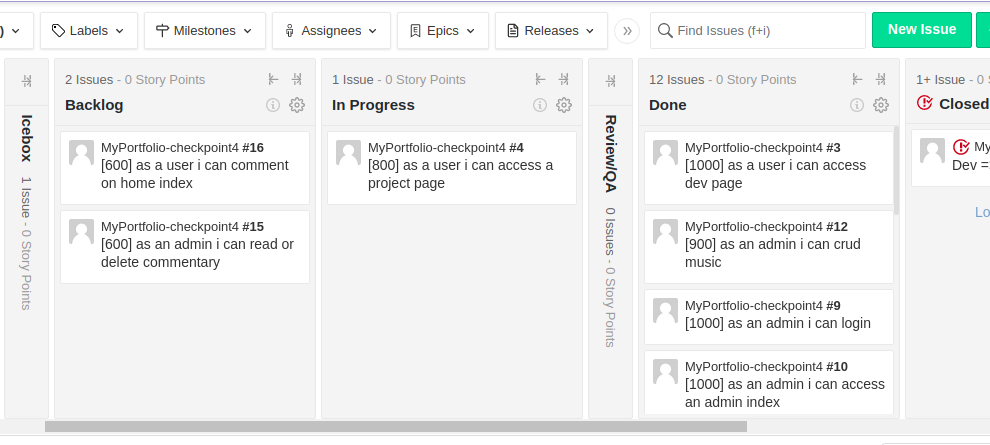 )
Labels
Milestones
Assignees
Epics
Releases
Find Issues (f+i)
New Issue
Icebox 1 Issue - 0 Story Points
2 Issues - 0 Story Points
Backlog
MyPortfolio-checkpoint4 #16
[600] as a user i can comment
on home index
MyPortfolio-checkpoint4 #15
[600] as an admin i can read or
delete commentary
1 Issue - 0 Story Points
In Progress
MyPortfolio-checkpoint4 #4
[800] as a user i can access a
project page
Review/QA 0 Issues - 0 Story Points
12 Issues - 0 Story Points
Done
MyPortfolio-checkpoint4 #3
[1000] as a user i can access
dev page
MyPortfolio-checkpoint4 #12
[900] as an admin i can crud
music
MyPortfolio-checkpoint4 #9
[1000] as an admin i can login
MyPortfolio-checkpoint4 #10
[1000] as an admin i can access
an admin index
1+ Issue - 0
Closed
My
Dev =
Lo